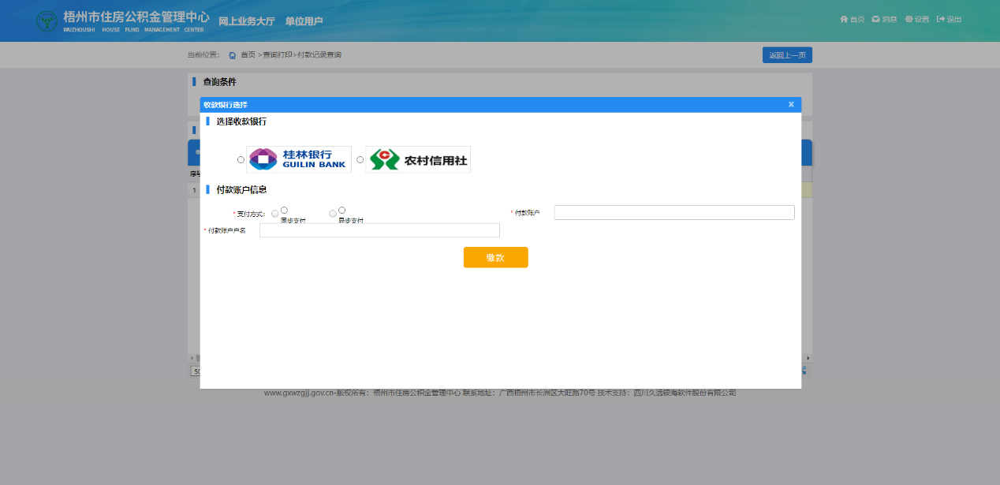 梧州市住房公积金管理中心 网上业务大厅 单位用户
WUZHOUSHI HOUSE FUND MANAGEMENT CENTER
首页 消息 设置 退出
当前位置： 首页 >查询打印>付款记录查询
返回上一页
查询条件
收款银行选择 X
选择收款银行
桂林银行
GUILIN BANK
农村信用社
付款账户信息
* 支付方式： 同步支付 异步支付
* 付款账户
* 付款账户户名
缴款
序号
1
50
www.gxwzgjj.gov.cn-版权所有：梧州市住房公积金管理中心 联系地址：广西梧州市长洲区大旺路70号 技术支持：四川久远银海软件股份有限公司